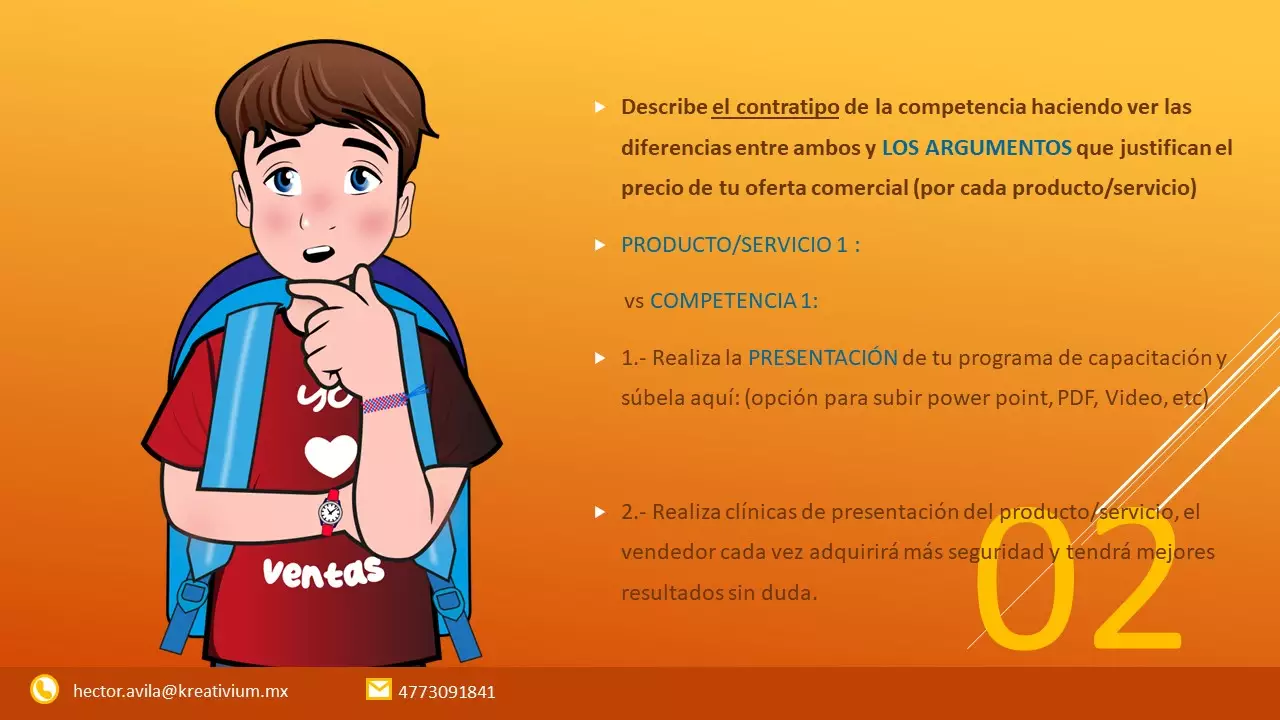 Describe el contratipo de la competencia haciendo ver las
diferencias entre ambos y LOS ARGUMENTOS que justifican el
precio de tu oferta comercial (por cada producto/servicio)
PRODUCTO/SERVICIO 1 :
vs COMPETENCIA 1:
1.- Realiza la PRESENTACIÓN de tu programa de capacitación y
súbela aquí: (opción para subir power point, PDF, Video, etc)
2.- Realiza clínicas de presentación del producto/servicio, el
vendedor cada vez adquirirá más seguridad y tendrá mejores
resultados sin duda.
02
yo
ventas
hector.avila@kreativium.mx
4773091841